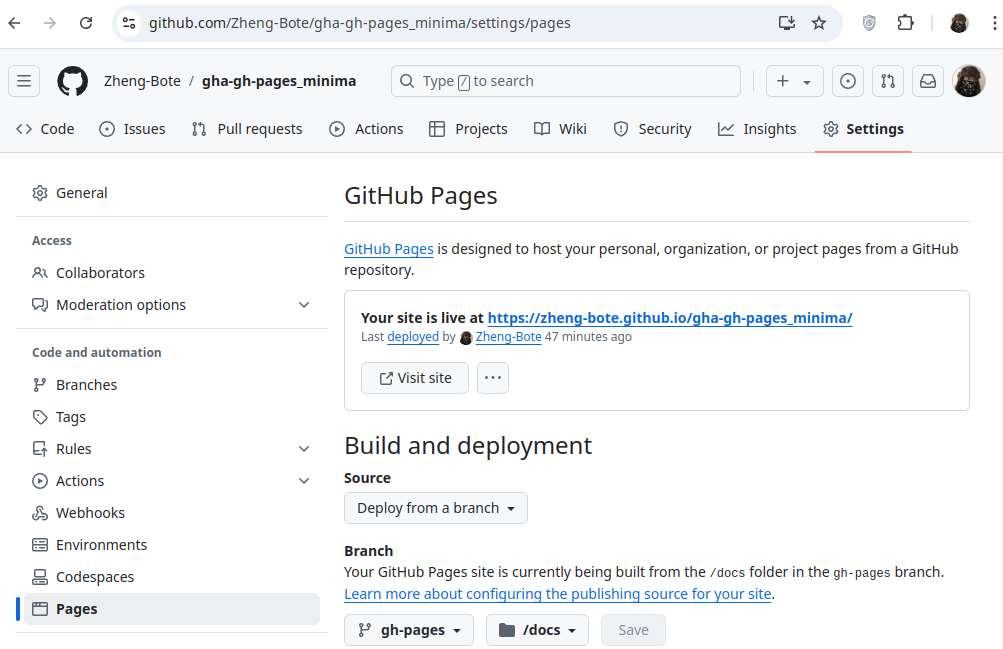 github.com/Zheng-Bote/gha-gh-pages_minima/settings/pages
Zheng-Bote / gha-gh-pages_minima
Type / to search
Code Issues Pull requests Actions Projects Wiki Security Insights Settings
General
Access
Collaborators
Moderation options
Code and automation
Branches
Tags
Rules
Actions
Webhooks
Environments
Codespaces
Pages
GitHub Pages
GitHub Pages is designed to host your personal, organization, or project pages from a GitHub
repository.
Your site is live at https://zheng-bote.github.io/gha-gh-pages_minima/
Last deployed by Zheng-Bote 47 minutes ago
Visit site
Build and deployment
Source
Deploy from a branch
Branch
Your GitHub Pages site is currently being built from the /docs folder in the gh-pages branch.
Learn more about configuring the publishing source for your site.
gh-pages /docs Save